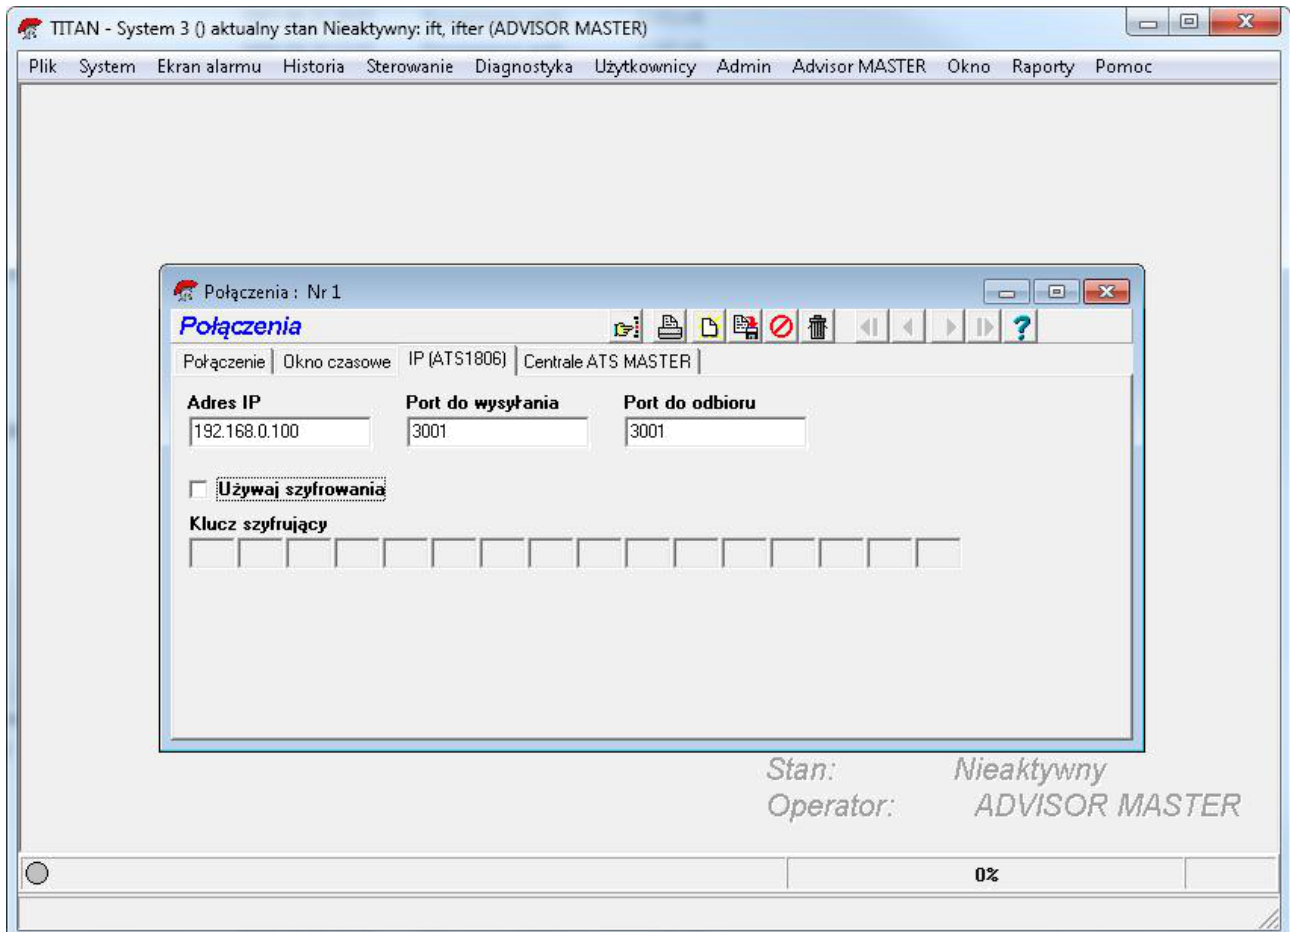 TITAN - System 3 () aktualny stan Nieaktywny: ift, ifter (ADVISOR MASTER)
Plik System Ekran alarmu Historia Sterowanie Diagnostyka Użytkownicy Admin Advisor MASTER Okno Raporty Pomoc
Połączenia : Nr 1
Połączenia
Połączenie Okno czasowe IP (ATS1806) Centrale ATS MASTER
Adres IP Port do wysyłania Port do odbioru
192.168.0.100 3001 3001
Używaj szyfrowania
Klucz szyfrujący
Stan: Nieaktywny
Operator: ADVISOR MASTER
0%